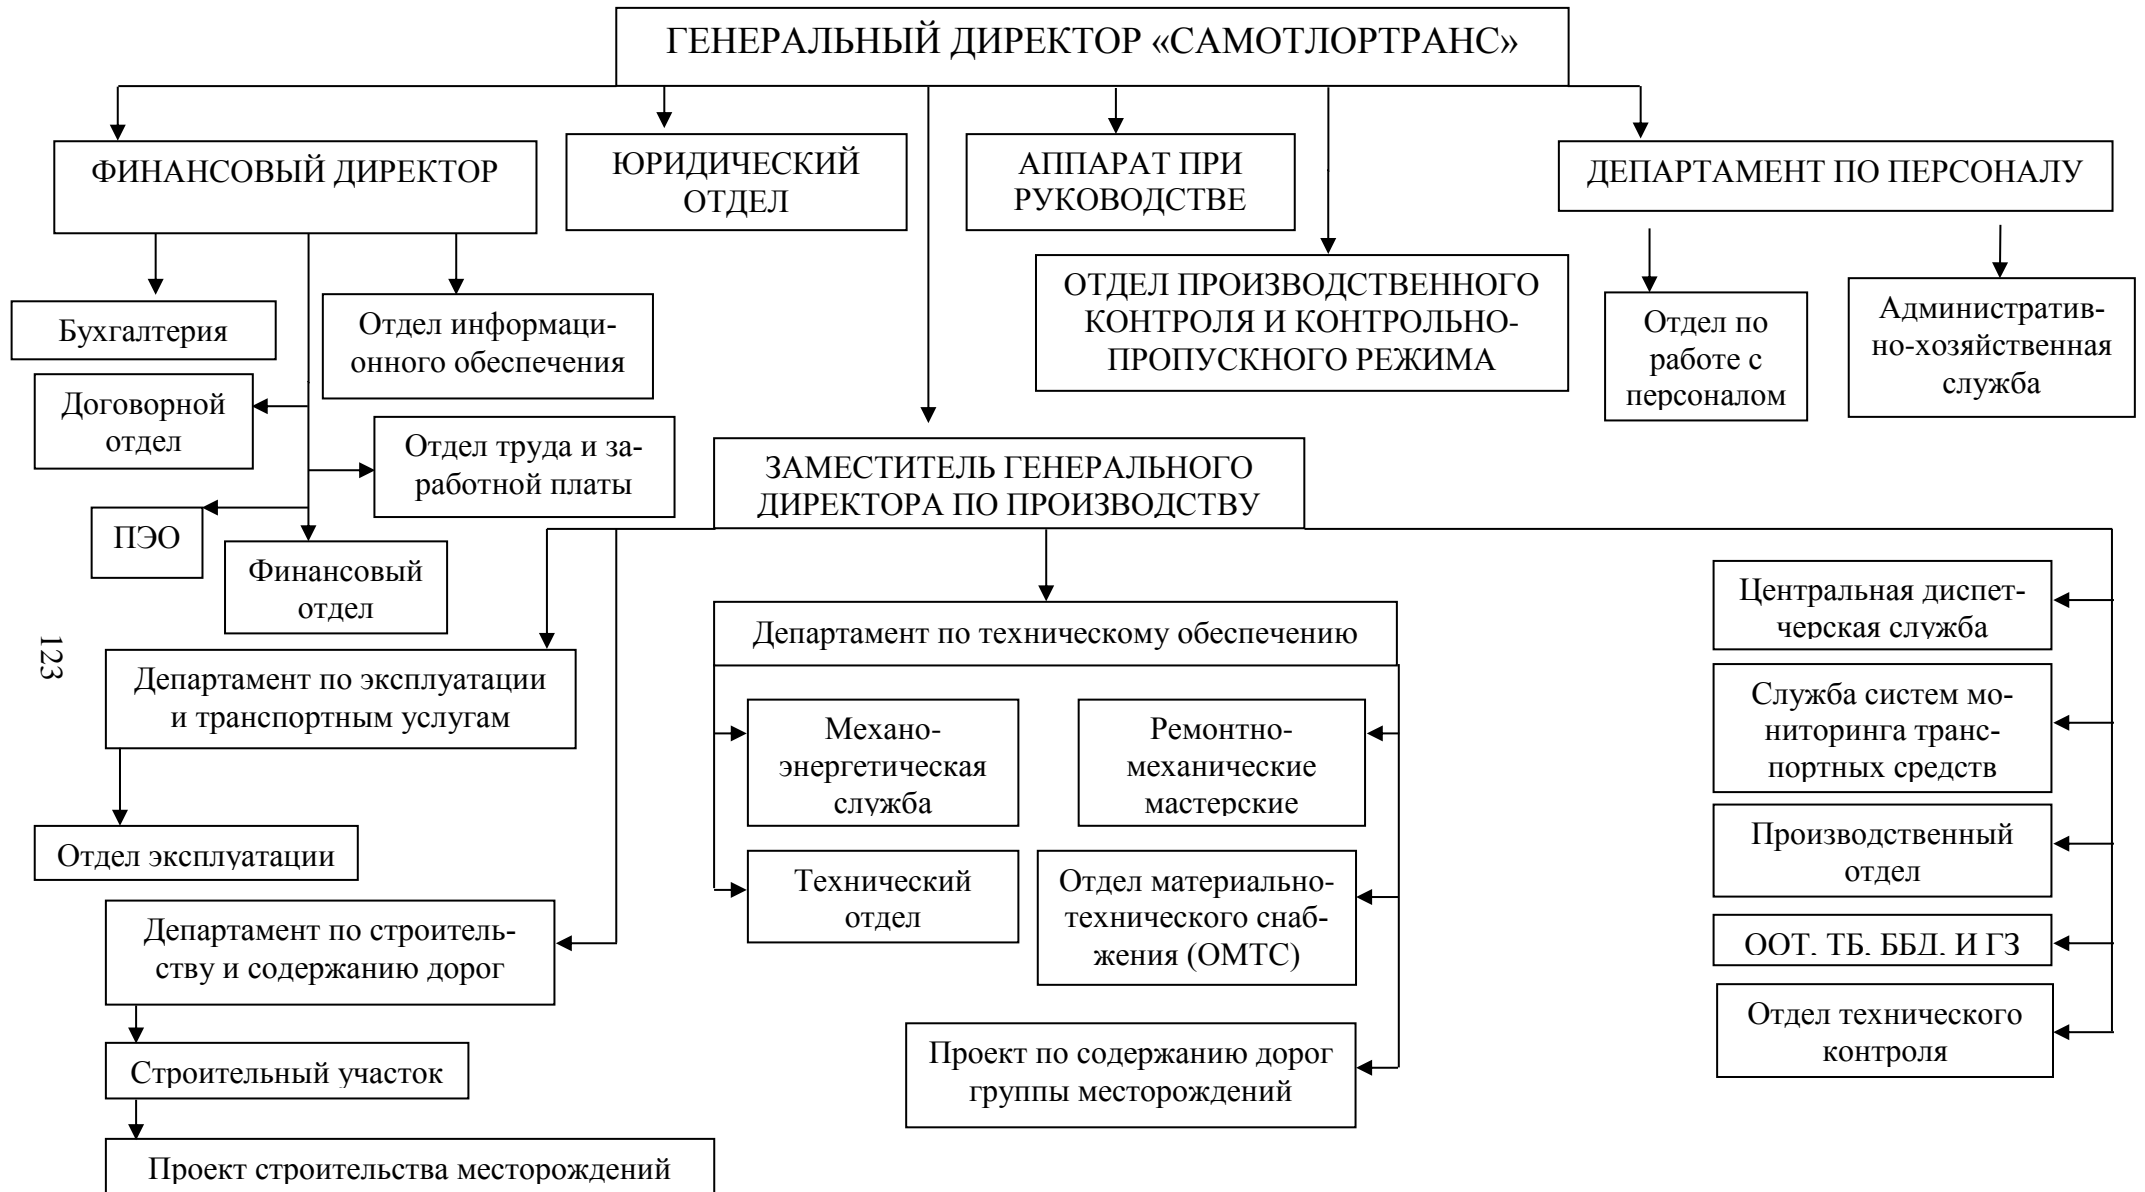 ГЕНЕРАЛЬНЫЙ ДИРЕКТОР «САМОТЛОРТРАНС»
ФИНАНСОВЫЙ ДИРЕКТОР
ЮРИДИЧЕСКИЙ
ОТДЕЛ
АППАРАТ ПРИ
РУКОВОДСТВЕ
ДЕПАРТАМЕНТ ПО ПЕРСОНАЛУ
ОТДЕЛ ПРОИЗВОДСТВЕННОГО
КОНТРОЛЯ И КОНТРОЛЬНО-
ПРОПУСКНОГО РЕЖИМА
Отдел по
работе с
персоналом
Административ-
но-хозяйственная
служба
Бухгалтерия
Отдел информаци-
онного обеспечения
Договорной
отдел
Отдел труда и за-
работной платы
ПЭО
Финансовый
отдел
ЗАМЕСТИТЕЛЬ ГЕНЕРАЛЬНОГО
ДИРЕКТОРА ПО ПРОИЗВОДСТВУ
123
Департамент по эксплуатации
и транспортным услугам
Отдел эксплуатации
Департамент по строитель-
ству и содержанию дорог
Строительный участок
Проект строительства месторождений
Департамент по техническому обеспечению
Механо-
энергетическая
служба
Ремонтно-
механические
мастерские
Технический
отдел
Отдел материально-
технического снаб-
жения (ОМТС)
Проект по содержанию дорог
группы месторождений
Центральная диспет-
черская служба
Служба систем мо-
ниторинга транс-
портных средств
Производственный
отдел
ООТ, ТБ, ББД, И ГЗ
Отдел технического
контроля